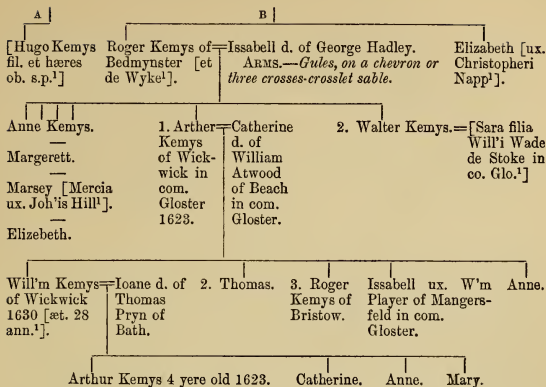 A B
[Hugo Kemys
fil. et hæres
ob. s.p.¹]
Roger Kemys of=Issabell d. of George Hadley.
Bedmynster [et
de Wyke¹].
ARMS.—Gules, on a chevron or
three crosses-crosslet sable.
Elizabeth [ux.
Christopheri
Napp¹].
Anne Kemys.
—
Margerett.
—
Marsey [Mercia
ux. Joh'is Hill¹].
—
Elizebeth.
1. Arther=Catherine
Kemys
of Wick-
wick in
com.
Gloster
1623.
d. of
William
Atwood
of Beach
in com.
Gloster.
2. Walter Kemys.=[Sara filia
Will'i Wade
de Stoke in
co. Glo.¹]
Will'm Kemys=Ioane d. of
of Wickwick
1630 [æt. 28
ann.¹].
Thomas
Pryn of
Bath.
2. Thomas.
3. Roger
Kemys of
Bristow.
Issabell ux. W'm
Player of Mangers-
feld in com.
Gloster.
Anne.
Arthur Kemys 4 yere old 1623. Catherine. Anne. Mary.